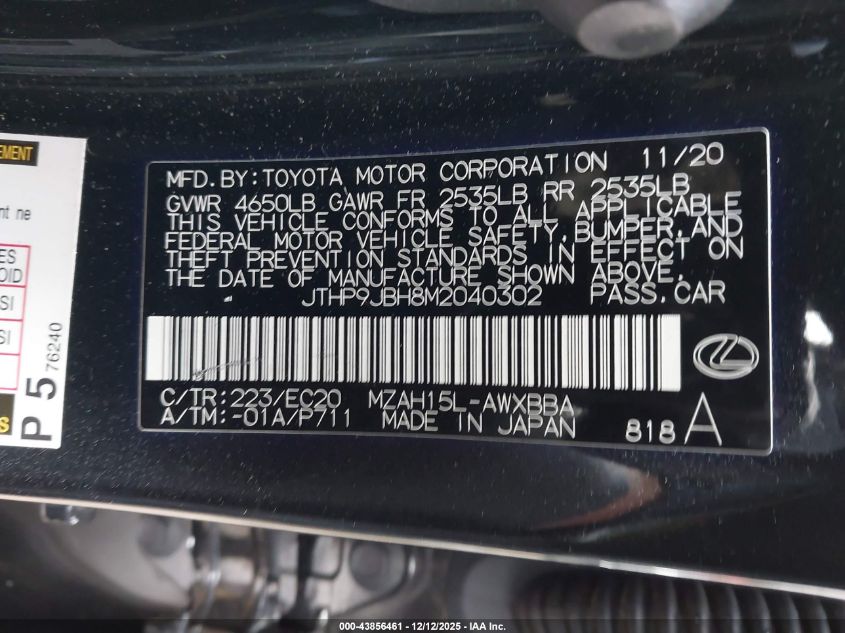 EMENT
nt ne
ES
OID
SI
SI
S
P 5 76240
MFD. BY: TOYOTA MOTOR CORPORATION 11/20
GVWR 4650LB GAWR FR 2535LB RR 2535LB
THIS VEHICLE CONFORMS TO ALL APPLICABLE
FEDERAL MOTOR VEHICLE SAFETY, BUMPER, AND
THEFT PREVENTION STANDARDS IN EFFECT ON
THE DATE OF MANUFACTURE SHOWN ABOVE.
JTHP9JBH8M2040302 PASS. CAR
C/TR: 223/EC20 MZAH15L-AWXBBA
A/TM: -01A/P711 MADE IN JAPAN 818 A
000-43856461 - 12/12/2025 - IAA Inc.